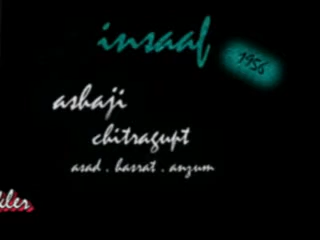 insaaf
1956
ashaji
chitragupt
asad . hasrat . anzum